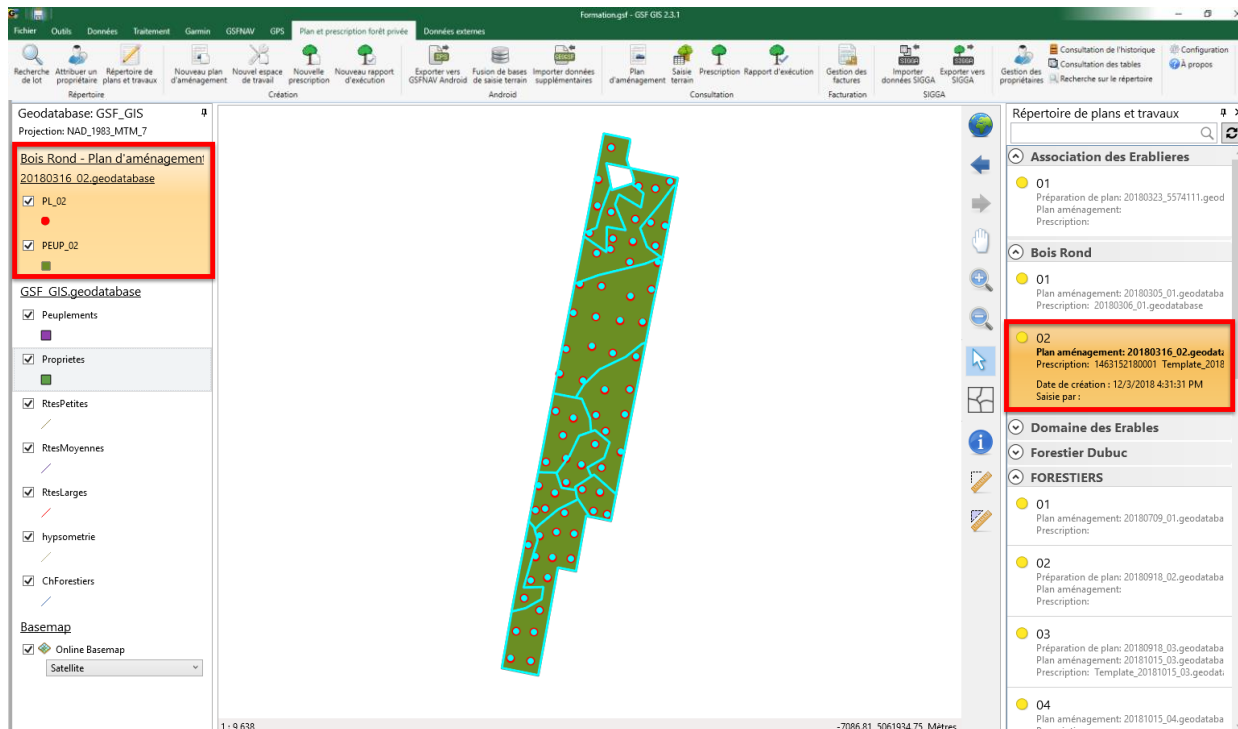 Formation.gsf - GSF GIS 2.3.1
Fichier Outils Données Traitement Garmin GSFNAV GPS Plan et prescription forêt privée Données externes
Recherche de lot
Attribuer un propriétaire
Répertoire de plans et travaux
Répertoire
Nouveau plan d'aménagement
Nouvel espace de travail
Nouvelle prescription
Nouveau rapport d'exécution
Création
Exporter vers GSFNAV Android
Fusion de bases de saisie terrain
Importer données supplémentaires
Android
Plan d'aménagement
Saisie terrain
Prescription
Rapport d'exécution
Consultation
Gestion des factures
Facturation
Importer données SIGGA
Exporter vers SIGGA
SIGGA
Gestion des propriétaires
Consultation de l'historique
Consultation des tables
Recherche sur le répertoire
Configuration
À propos
Geodatabase: GSF_GIS
Projection: NAD_1983_MTM_7
Bois Rond - Plan d'aménagement
20180316_02.geodatabase
PL_02
PEUP_02
GSF_GIS.geodatabase
Peuplements
Proprietes
RtesPetites
RtesMoyennes
RtesLarges
hypsometrie
ChForestiers
Basemap
Online Basemap
Satellite
1 : 9 638
-7086,81, 5061934,75, Mètres
Répertoire de plans et travaux
Association des Erablieres
01
Préparation de plan: 20180323_5574111.geod
Plan aménagement:
Prescription:
Bois Rond
01
Plan aménagement: 20180305_01.geodataba
Prescription: 20180306_01.geodatabase
02
Plan aménagement: 20180316_02.geodata
Prescription: 1463152180001 Template_2018
Date de création : 12/3/2018 4:31:31 PM
Saisie par :
Domaine des Erables
Forestier Dubuc
FORESTIERS
01
Plan aménagement: 20180709_01.geodataba
Prescription:
02
Préparation de plan: 20180918_02.geodataba
Plan aménagement:
Prescription:
03
Préparation de plan: 20180918_03.geodataba
Plan aménagement: 20181015_03.geodataba
Prescription: Template_20181015_03.geodata
04
Plan aménagement: 20181015_04.geodataba